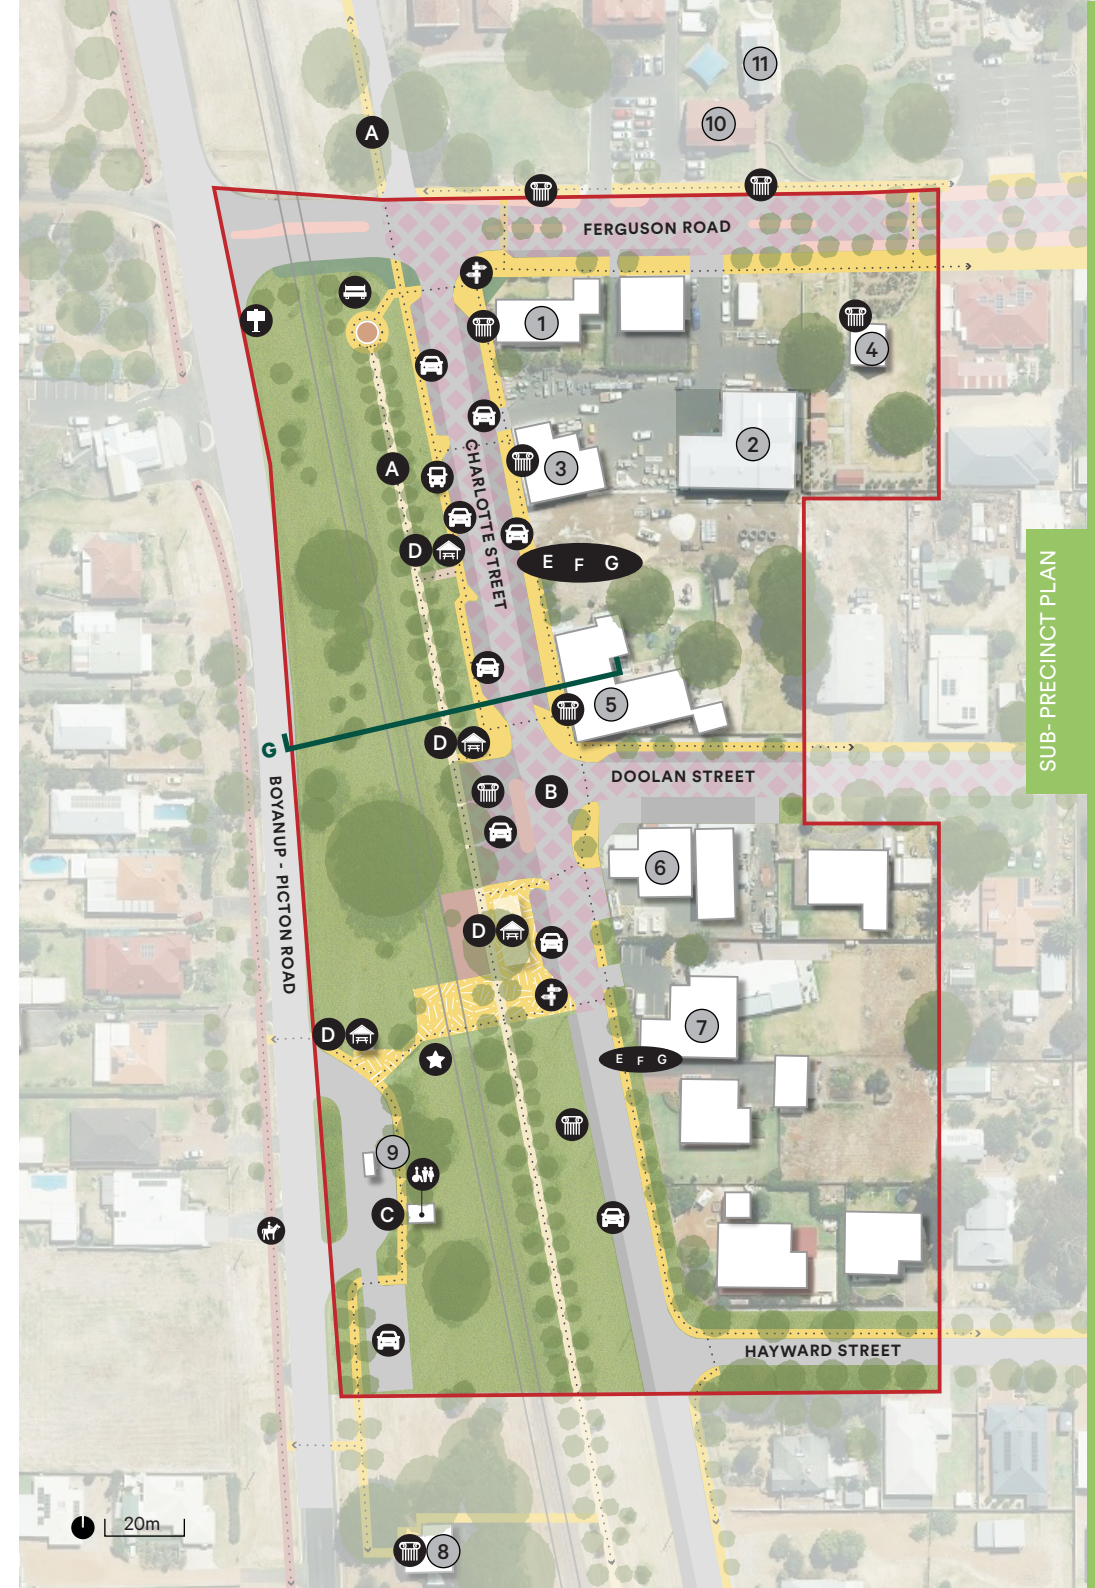 11
10
A
FERGUSON ROAD
1
4
2
CHARLOTTE STREET
A
3
D
E F G
SUB-PRECINCT PLAN
5
G
D
DOOLAN STREET
B
BOYANUP - PICTON ROAD
6
D
7
D
E F G
9
C
HAYWARD STREET
20m
8